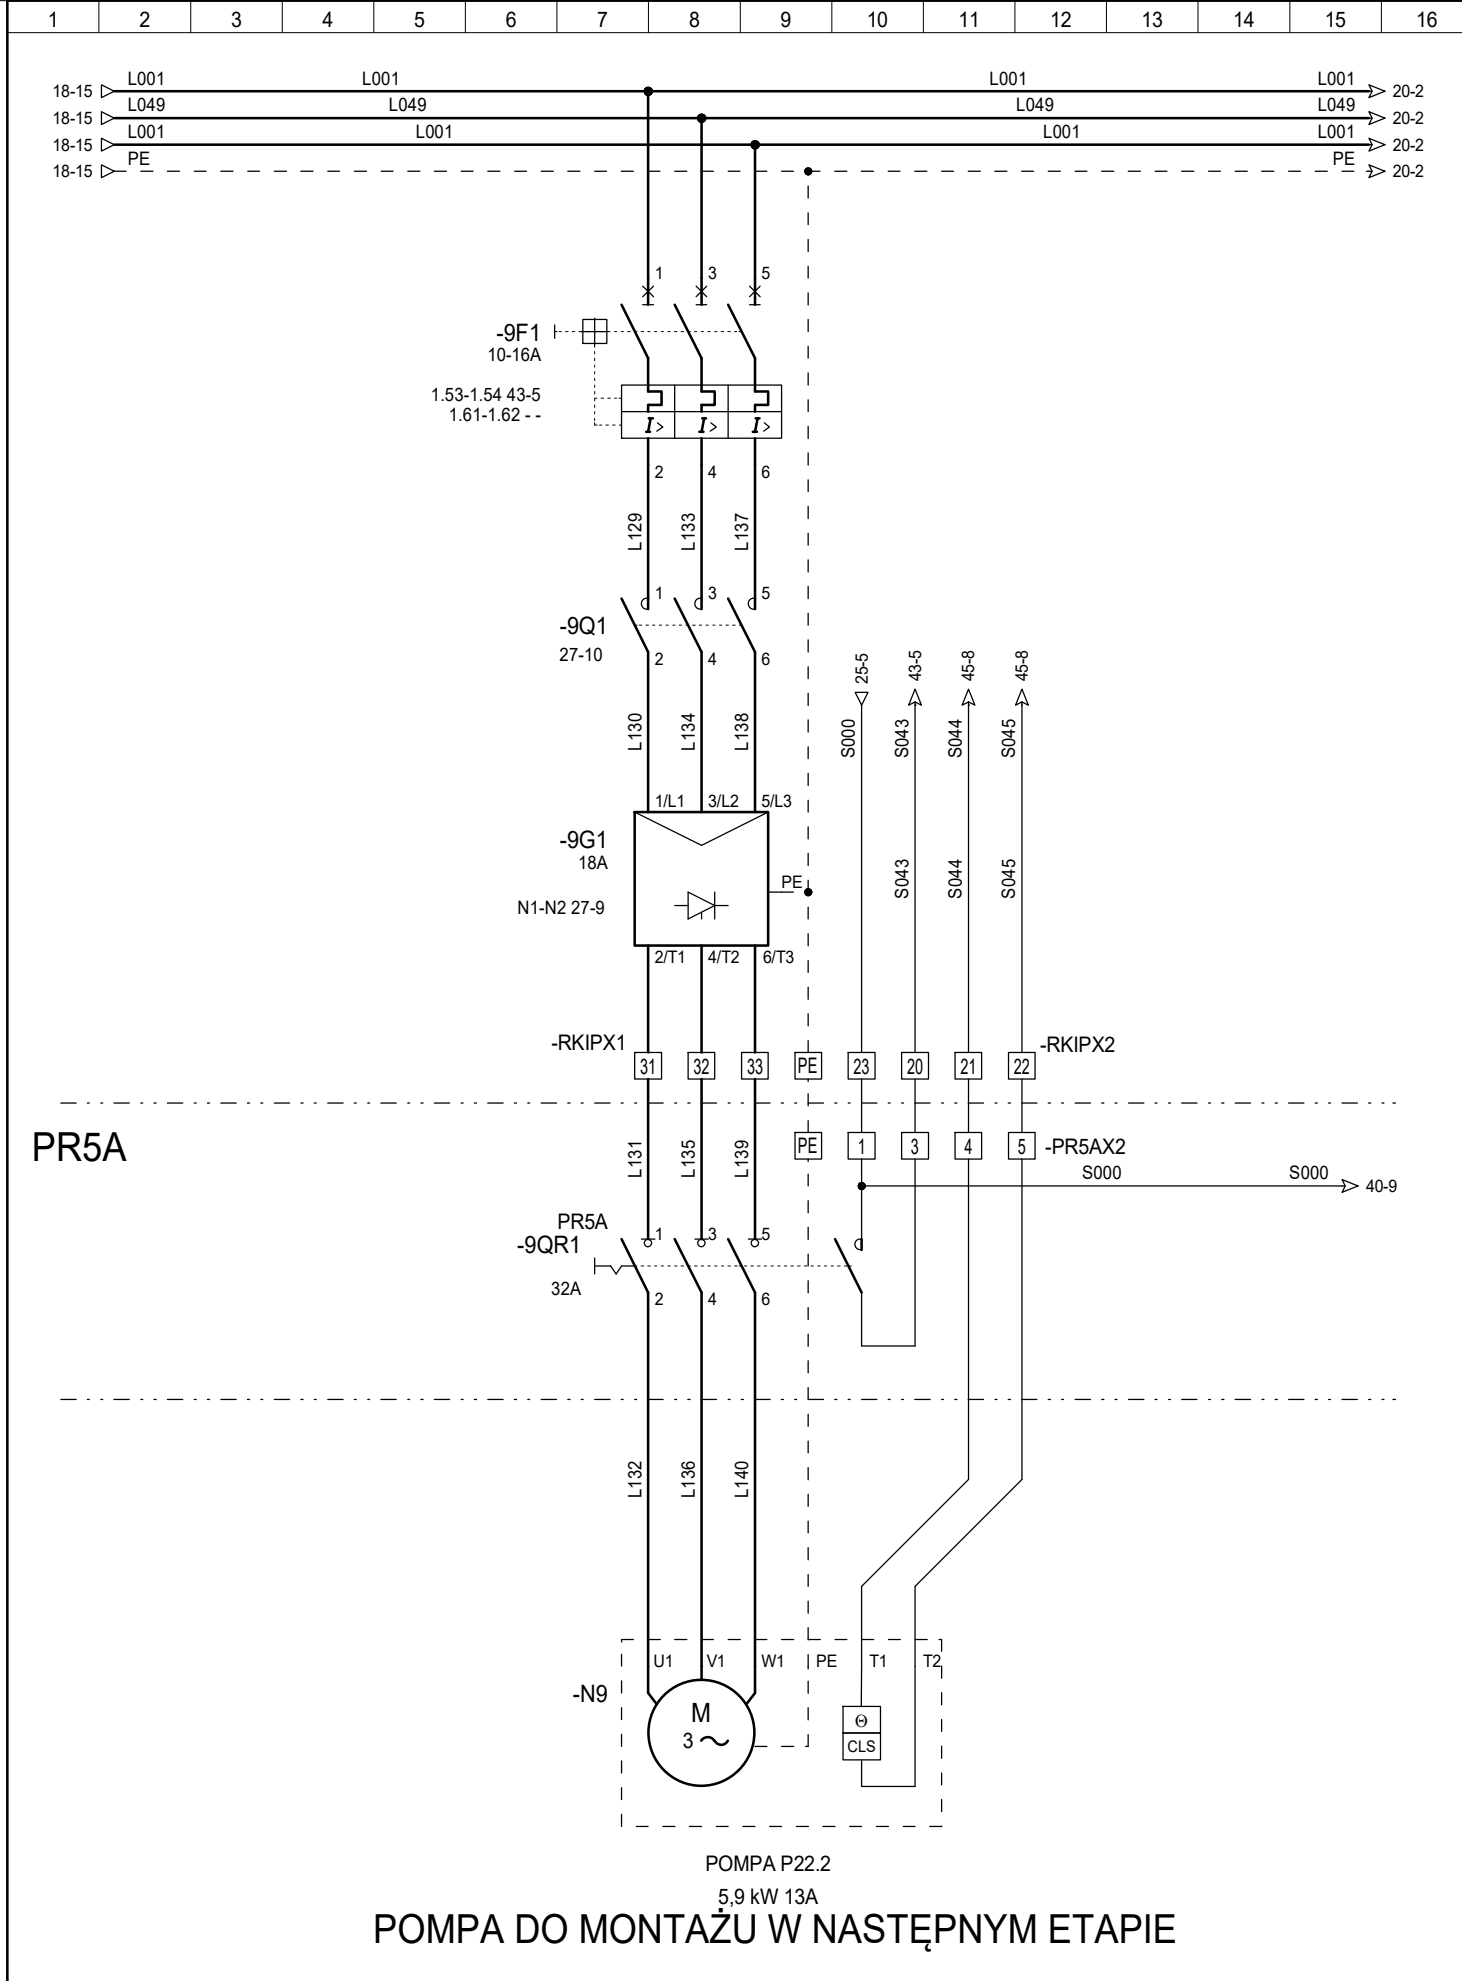 1 2 3 4 5 6 7 8 9 10 11 12 13 14 15 16
18-15 L001 L001 L001 L001 20-2
18-15 L049 L049 L049 L049 20-2
18-15 L001 L001 L001 L001 20-2
18-15 PE PE 20-2
1 3 5
-9F1
10-16A
1.53-1.54 43-5
1.61-1.62 - -
I> I> I>
2 4 6
L129 L133 L137
1 3 5
-9Q1
27-10
2 4 6
25-5 43-5 45-8 45-8
L130 L134 L138 S000 S043 S044 S045
1/L1 3/L2 5/L3
-9G1
18A
PE
S043 S044 S045
N1-N2 27-9
2/T1 4/T2 6/T3
-RKIPX1 31 32 33 PE 23 20 21 22 -RKIPX2
PR5A
L131 L135 L139 PE 1 3 4 5 -PR5AX2
S000 S000 40-9
PR5A
1 3 5
-9QR1
32A
2 4 6
L132 L136 L140
U1 V1 W1 PE T1 T2
-N9
M
3
Θ
CLS
POMPA P22.2
5,9 kW 13A
POMPA DO MONTAŻU W NASTĘPNYM ETAPIE